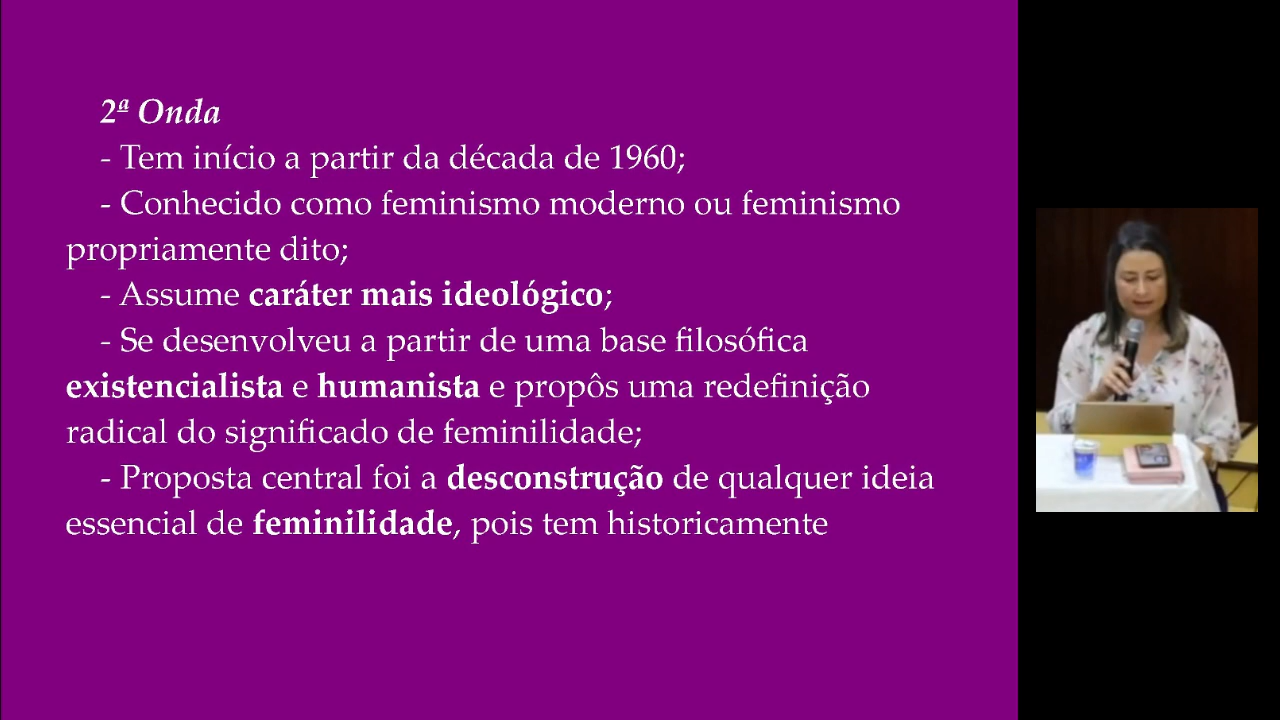 2ª Onda
- Tem início a partir da década de 1960;
- Conhecido como feminismo moderno ou feminismo
propriamente dito;
- Assume caráter mais ideológico;
- Se desenvolveu a partir de uma base filosófica
existencialista e humanista e propôs uma redefinição
radical do significado de feminilidade;
- Proposta central foi a desconstrução de qualquer ideia
essencial de feminilidade, pois tem historicamente